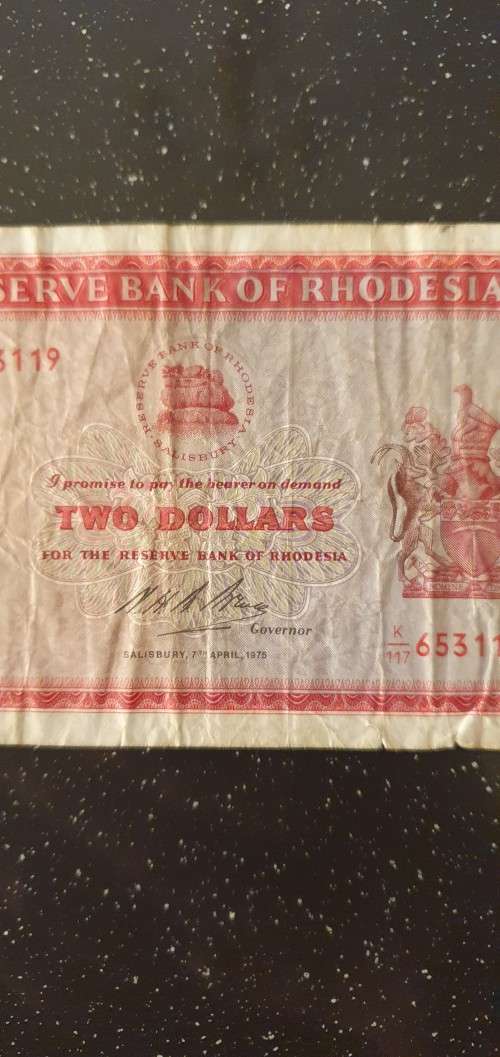 SERVE BANK OF RHODESIA
3119
RESERVE BANK OF RHODESIA
SALISBURY
I promise to pay the bearer on demand
TWO DOLLARS
FOR THE RESERVE BANK OF RHODESIA
Governor
SALISBURY, 7TH APRIL, 1975
K/117 65311